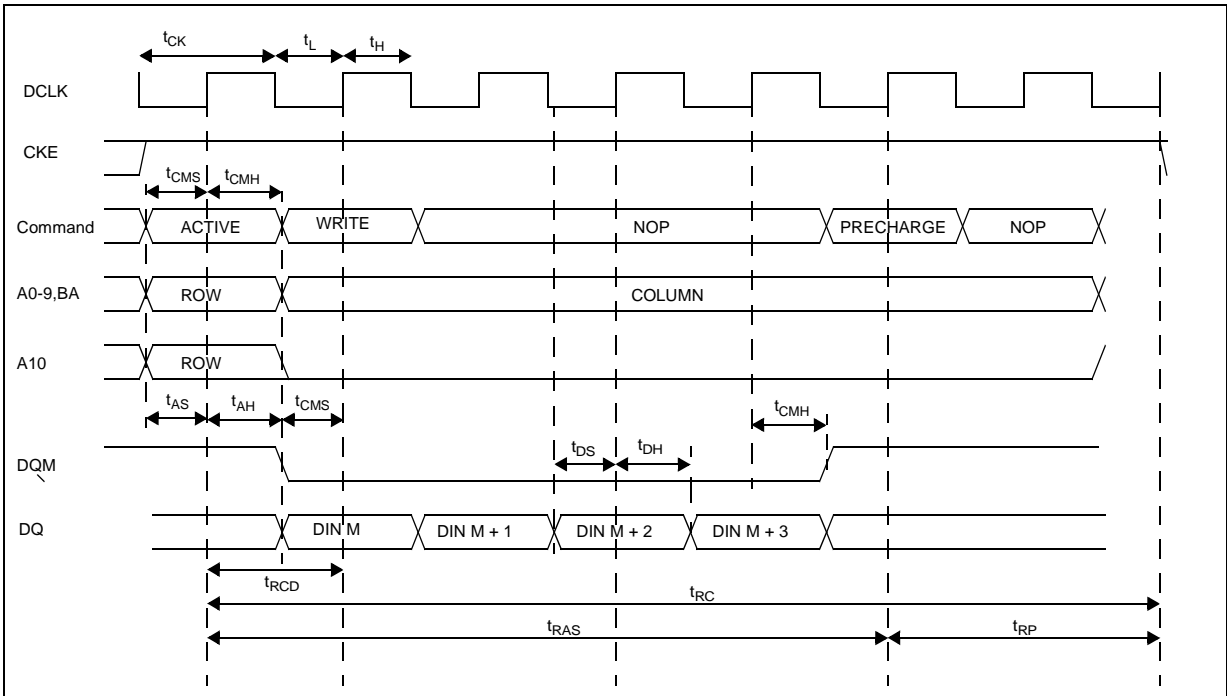 tCK tL tH
DCLK
CKE
tCMS tCMH
Command ACTIVE WRITE NOP PRECHARGE NOP
A0-9,BA ROW COLUMN
A10 ROW
tAS tAH tCMS tCMH
DQM tDS tDH
DQ DIN M DIN M + 1 DIN M + 2 DIN M + 3
tRCD tRC
tRAS tRP